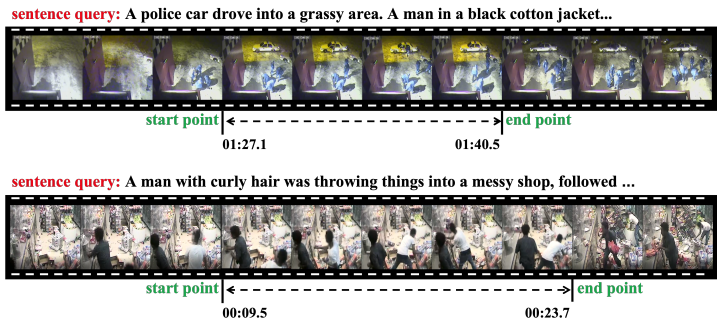 sentence query: A police car drove into a grassy area. A man in a black cotton jacket...
start point
end point
01:27.1
01:40.5
sentence query: A man with curly hair was throwing things into a messy shop, followed ...
start point
end point
00:09.5
00:23.7